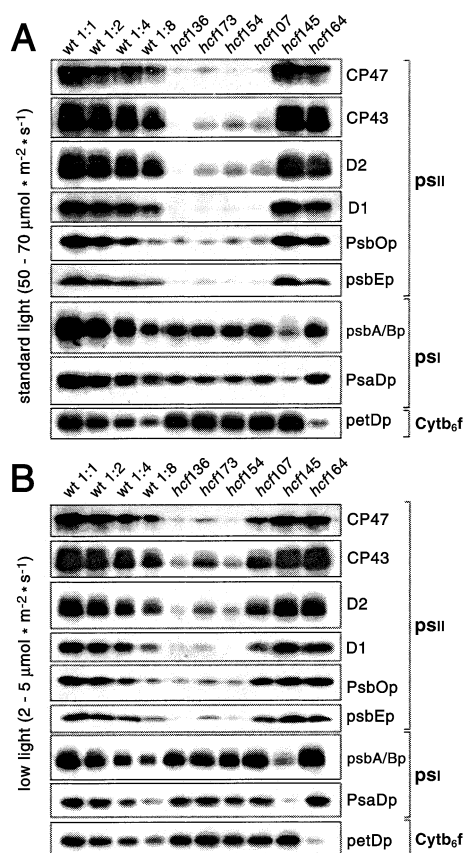 A
wt 1:1 wt 1:2 wt 1:4 wt 1:8 hcf136 hcf173 hcf154 hcf107 hcf145 hcf164
standard light (50 - 70 μmol * m-2 * s-1)
CP47
CP43
D2
D1
PsbOp
psbEp
psII
psbA/Bp
PsaDp
psI
petDp
Cytb6f
B
wt 1:1 wt 1:2 wt 1:4 wt 1:8 hcf136 hcf173 hcf154 hcf107 hcf145 hcf164
low light (2 - 5 μmol * m-2 * s-1)
CP47
CP43
D2
D1
PsbOp
psbEp
psII
psbA/Bp
PsaDp
psI
petDp
Cytb6f